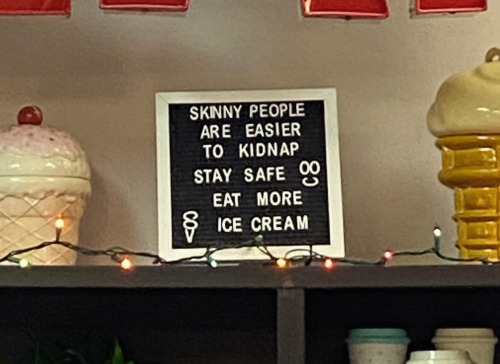 SKINNY PEOPLE
ARE EASIER
TO KIDNAP
STAY SAFE
EAT MORE
ICE CREAM